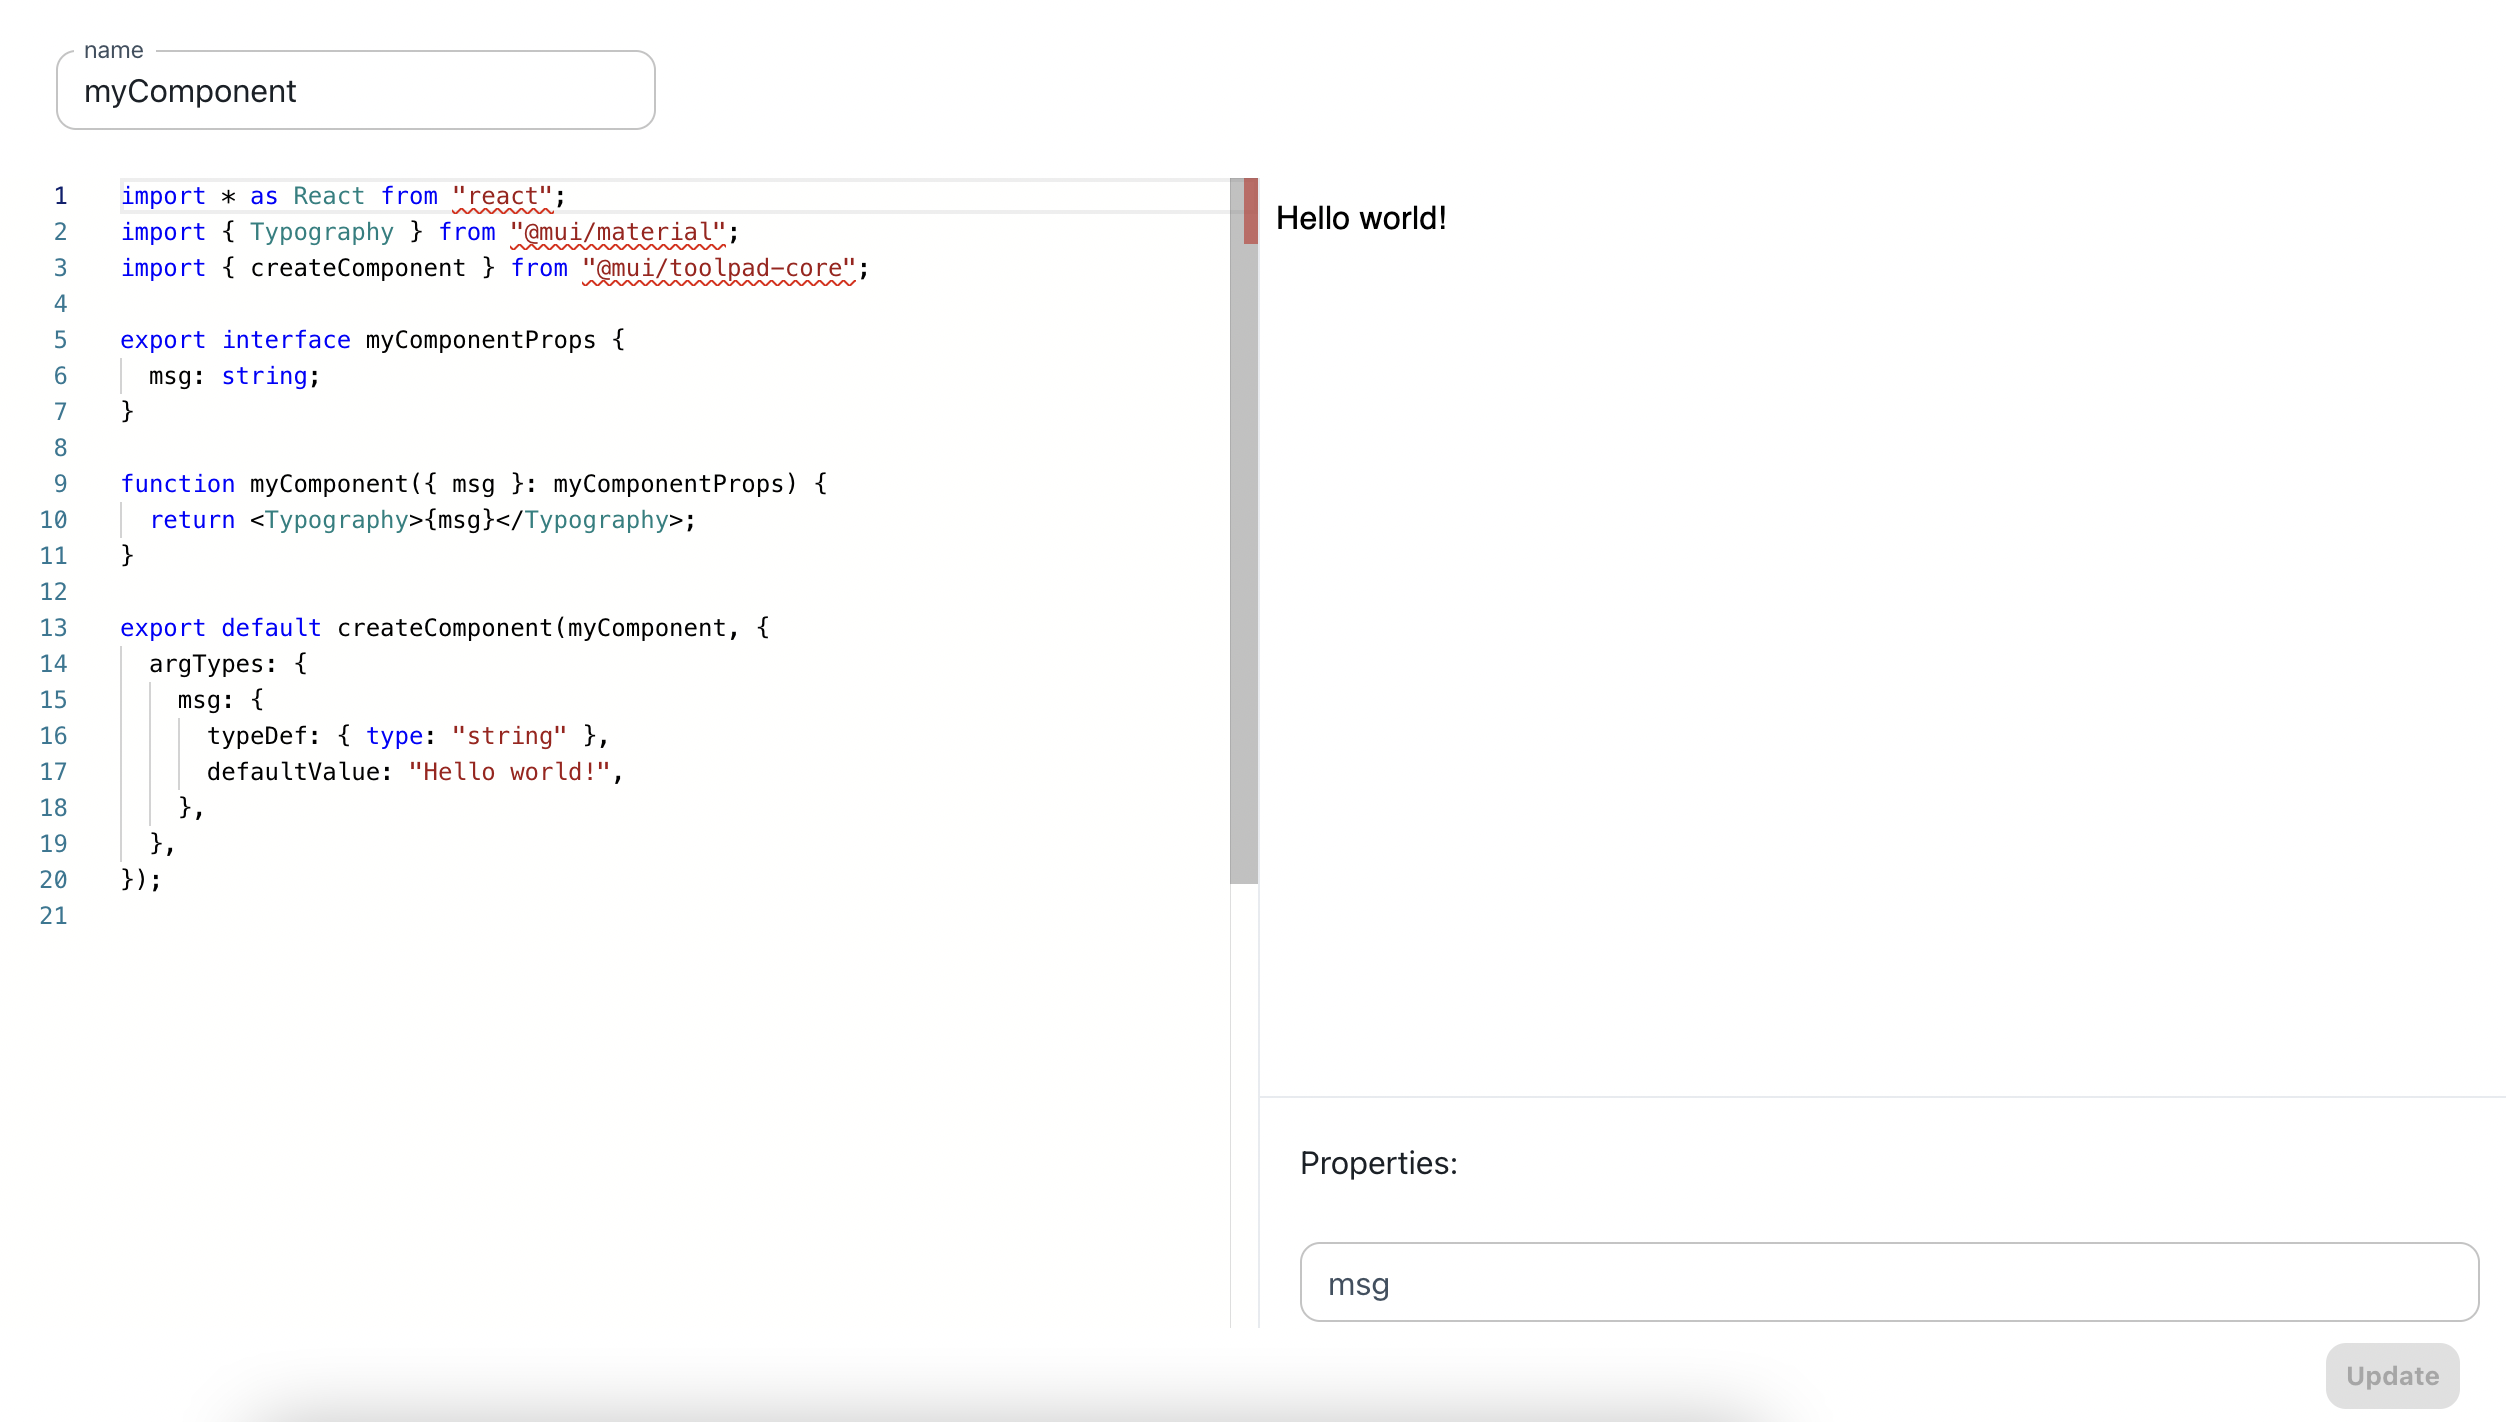 name
myComponent
1 import * as React from "react";
2 import { Typography } from "@mui/material";
3 import { createComponent } from "@mui/toolpad-core";
4
5 export interface myComponentProps {
6   msg: string;
7 }
8
9 function myComponent({ msg }: myComponentProps) {
10   return <Typography>{msg}</Typography>;
11 }
12
13 export default createComponent(myComponent, {
14   argTypes: {
15     msg: {
16       typeDef: { type: "string" },
17       defaultValue: "Hello world!",
18     },
19   },
20 });
21
Hello world!
Properties:
msg
Update